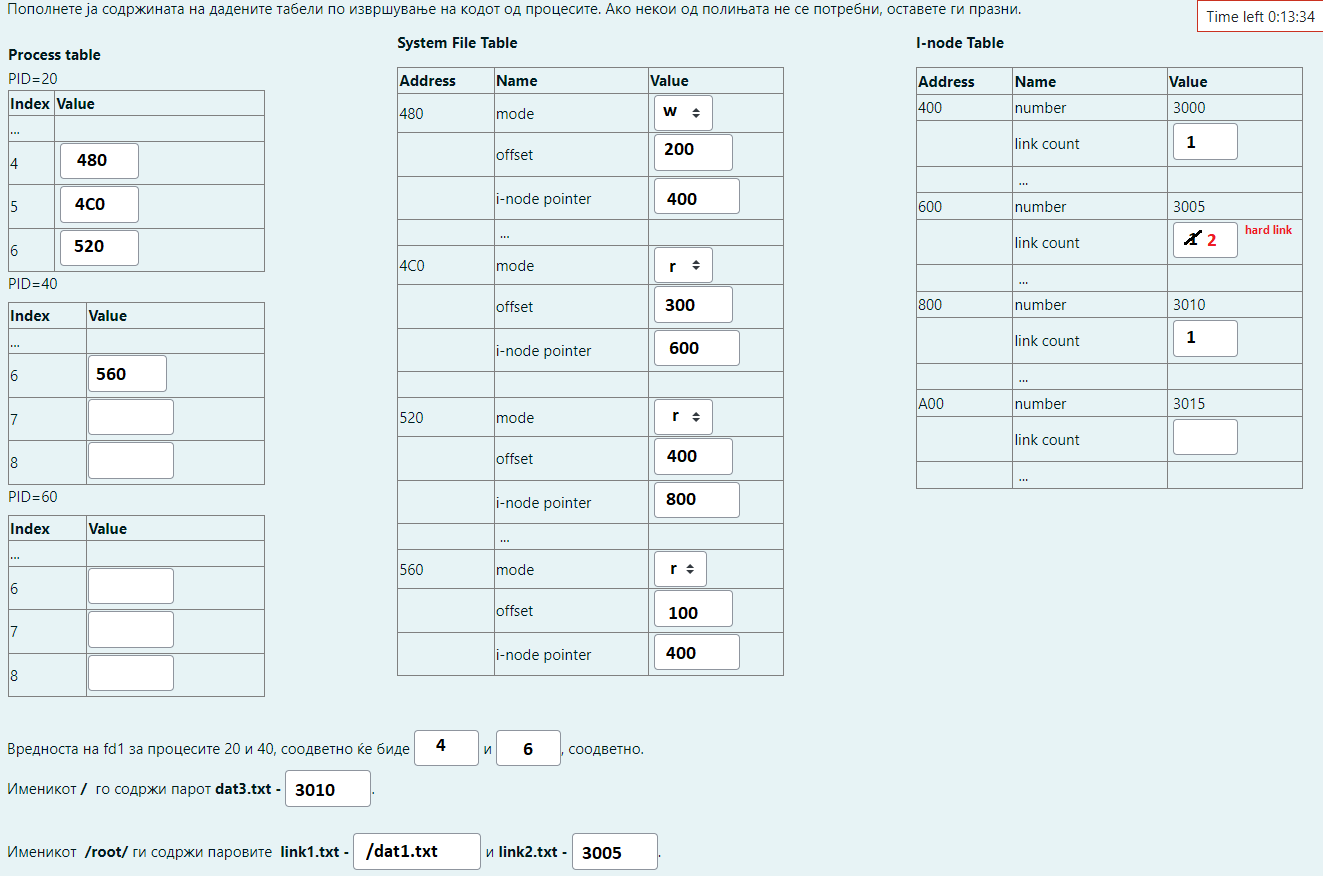 Пополнете ја содржината на дадените табели по извршување на кодот од процесите. Ако некои од полињата не се потребни, оставете ги празни.
Time left 0:13:34
Process table
PID=20
Index Value
...
4 480
5 4C0
6 520
PID=40
Index Value
...
6 560
7
8
PID=60
Index Value
...
6
7
8
System File Table
Address Name Value
480 mode w
offset 200
i-node pointer 400
...
4C0 mode r
offset 300
i-node pointer 600
520 mode r
offset 400
i-node pointer 800
...
560 mode r
offset 100
i-node pointer 400
I-node Table
Address Name Value
400 number 3000
link count 1
...
600 number 3005
link count 1 2 hard link
...
800 number 3010
link count 1
...
A00 number 3015
link count
...
Вредноста на fd1 за процесите 20 и 40, соодветно ќе биде 4 и 6 , соодветно.
Именикот / го содржи парот dat3.txt - 3010 .
Именикот /root/ ги содржи паровите link1.txt - /dat1.txt и link2.txt - 3005 .